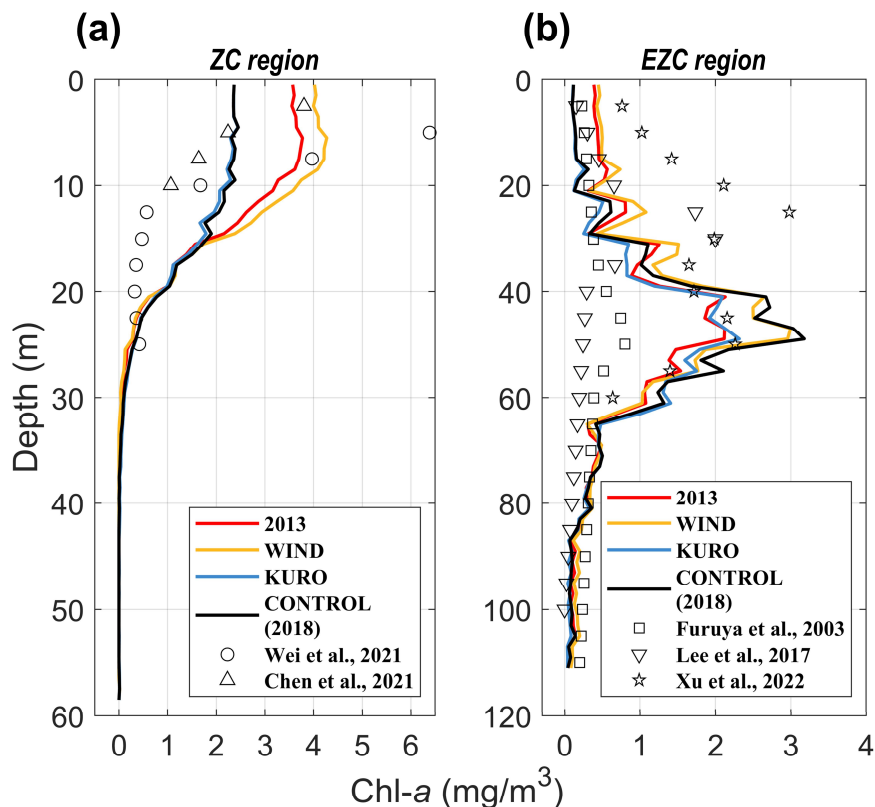 (a)
ZC region
0
10
20
30
40
50
60
0 1 2 3 4 5 6
Depth (m)
2013
WIND
KURO
CONTROL
(2018)
Wei et al., 2021
Chen et al., 2021
(b)
EZC region
0
20
40
60
80
100
120
0 1 2 3 4
2013
WIND
KURO
CONTROL
(2018)
Furuya et al., 2003
Lee et al., 2017
Xu et al., 2022
Chl-a (mg/m³)